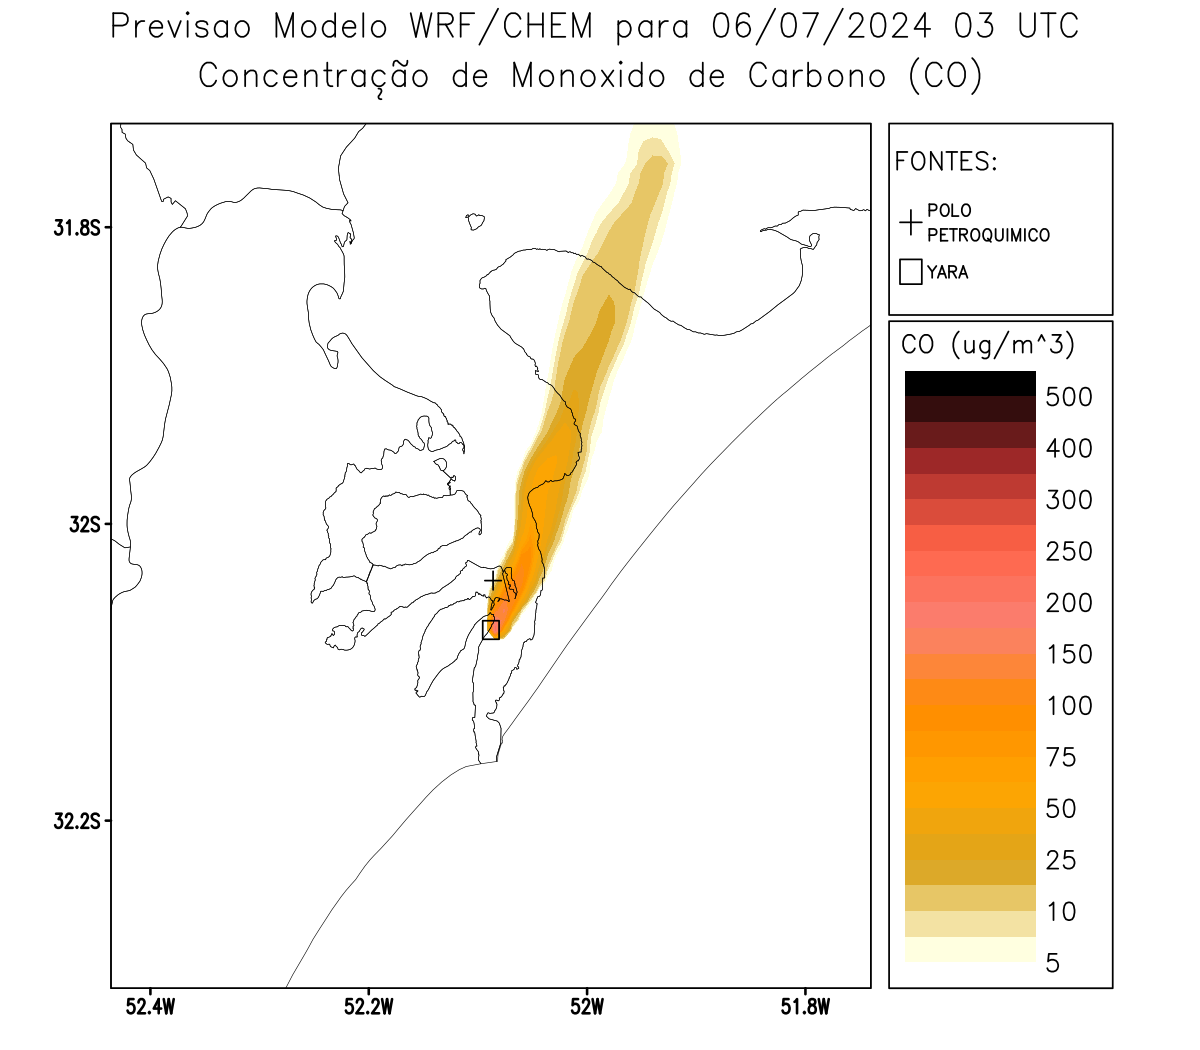 Previsao Modelo WRF/CHEM para 06/07/2024 03 UTC
Concentração de Monoxido de Carbono (CO)
FONTES:
POLO
PETROQUIMICO
YARA
CO (ug/m^3)
500
400
300
250
200
150
100
75
50
25
10
5
31.8S
32S
32.2S
52.4W
52.2W
52W
51.8W